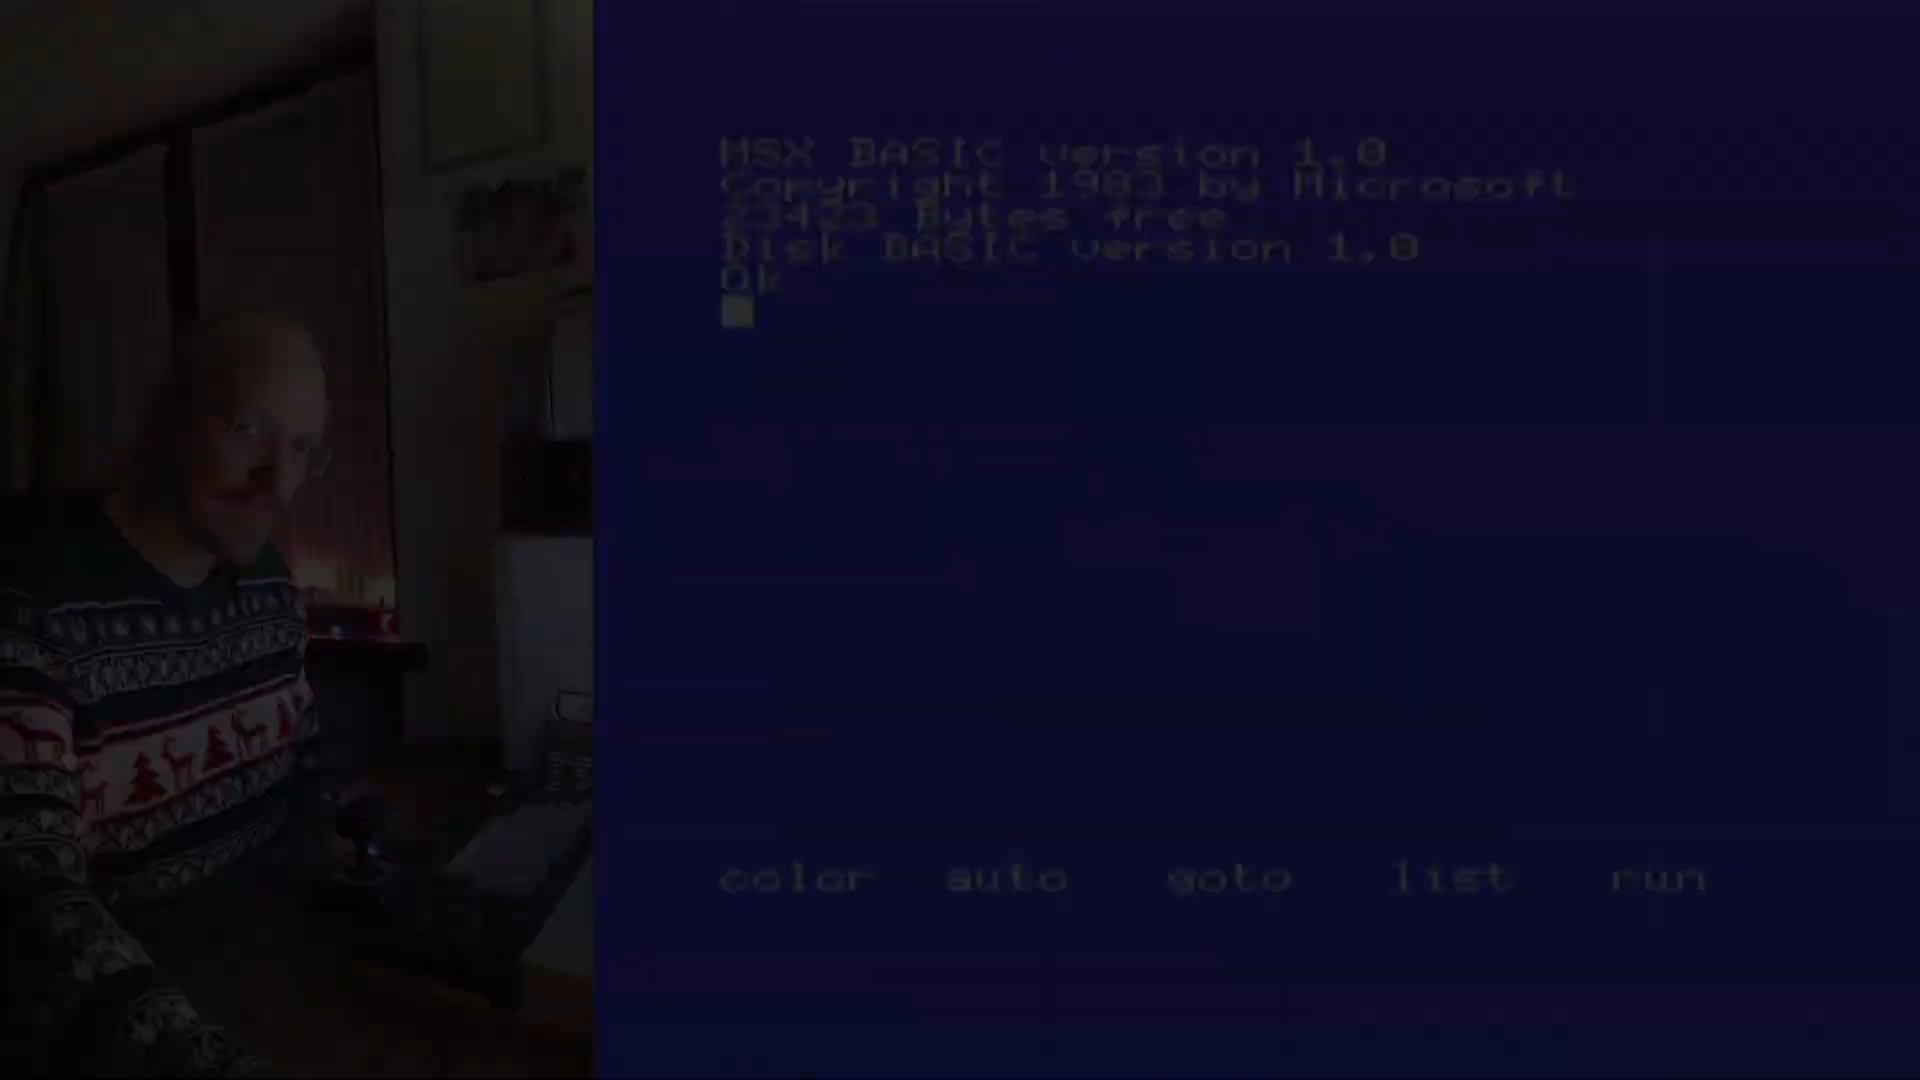 MSX BASIC version 1.0
Copyright 1983 by Microsoft
23423 Bytes free
Disk BASIC version 1.0
Ok
color auto goto list run